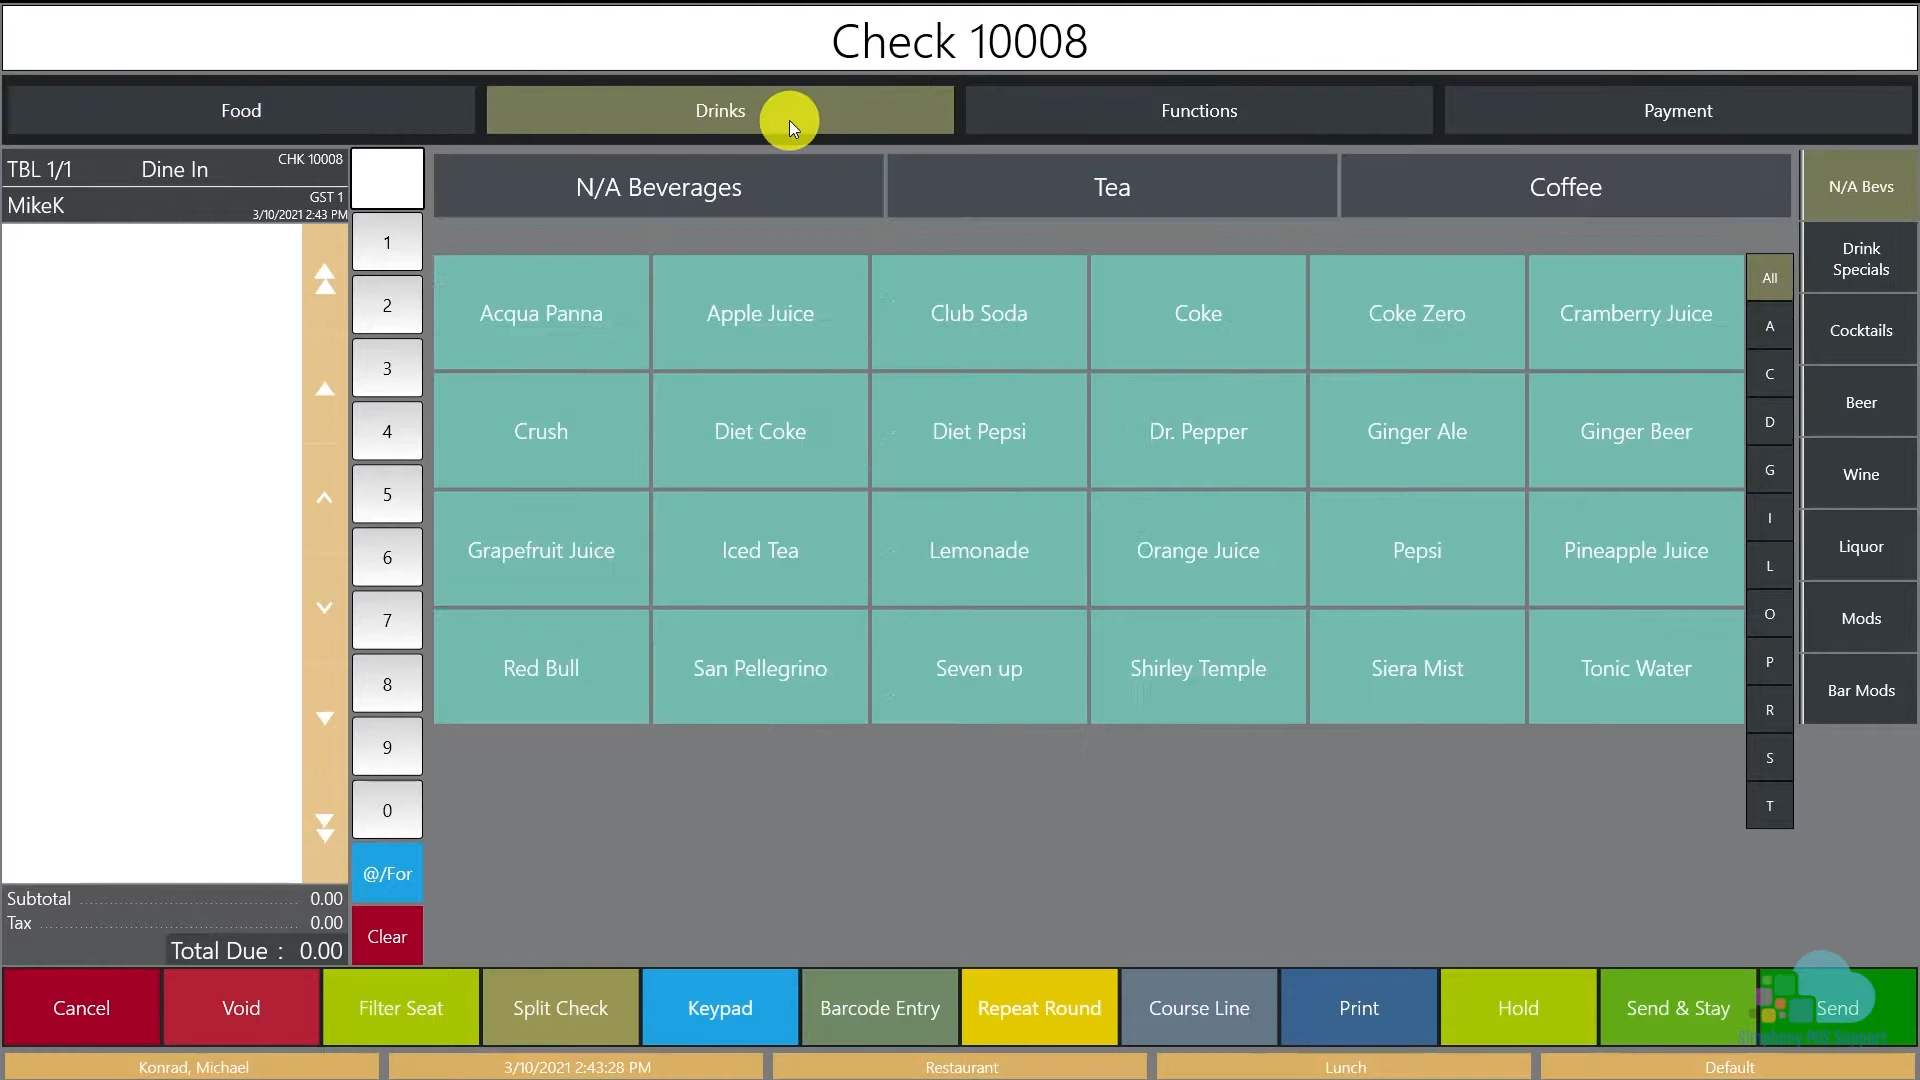 Check 10008
Food
Drinks
Functions
Payment
TBL 1/1 Dine In CHK 10008
MikeK GST 1
3/10/2021 2:43 PM
1
2
3
4
5
6
7
8
9
0
@/For
Clear
N/A Beverages
Tea
Coffee
Acqua Panna
Apple Juice
Club Soda
Coke
Coke Zero
Cramberry Juice
Crush
Diet Coke
Diet Pepsi
Dr. Pepper
Ginger Ale
Ginger Beer
Grapefruit Juice
Iced Tea
Lemonade
Orange Juice
Pepsi
Pineapple Juice
Red Bull
San Pellegrino
Seven up
Shirley Temple
Siera Mist
Tonic Water
All
A
C
D
G
I
L
O
P
R
S
T
N/A Bevs
Drink
Specials
Cocktails
Beer
Wine
Liquor
Mods
Bar Mods
Subtotal 0.00
Tax 0.00
Total Due : 0.00
Cancel
Void
Filter Seat
Split Check
Keypad
Barcode Entry
Repeat Round
Course Line
Print
Hold
Send & Stay
Send
Simphony POS Support
Konrad, Michael
3/10/2021 2:43:28 PM
Restaurant
Lunch
Default